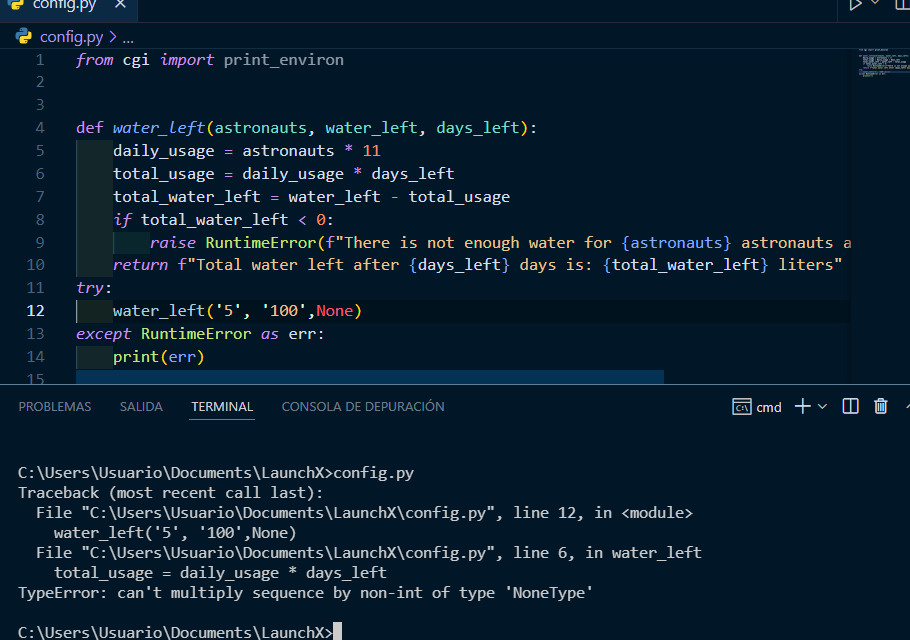 config.py ×
config.py > ...
1 from cgi import print_environ
2
3
4 def water_left(astronauts, water_left, days_left):
5     daily_usage = astronauts * 11
6     total_usage = daily_usage * days_left
7     total_water_left = water_left - total_usage
8     if total_water_left < 0:
9         raise RuntimeError(f"There is not enough water for {astronauts} astronauts a
10     return f"Total water left after {days_left} days is: {total_water_left} liters"
11 try:
12     water_left('5', '100',None)
13 except RuntimeError as err:
14     print(err)
15
PROBLEMAS SALIDA TERMINAL CONSOLA DE DEPURACIÓN cmd
C:\Users\Usuario\Documents\LaunchX>config.py
Traceback (most recent call last):
  File "C:\Users\Usuario\Documents\LaunchX\config.py", line 12, in <module>
    water_left('5', '100',None)
  File "C:\Users\Usuario\Documents\LaunchX\config.py", line 6, in water_left
    total_usage = daily_usage * days_left
TypeError: can't multiply sequence by non-int of type 'NoneType'
C:\Users\Usuario\Documents\LaunchX>